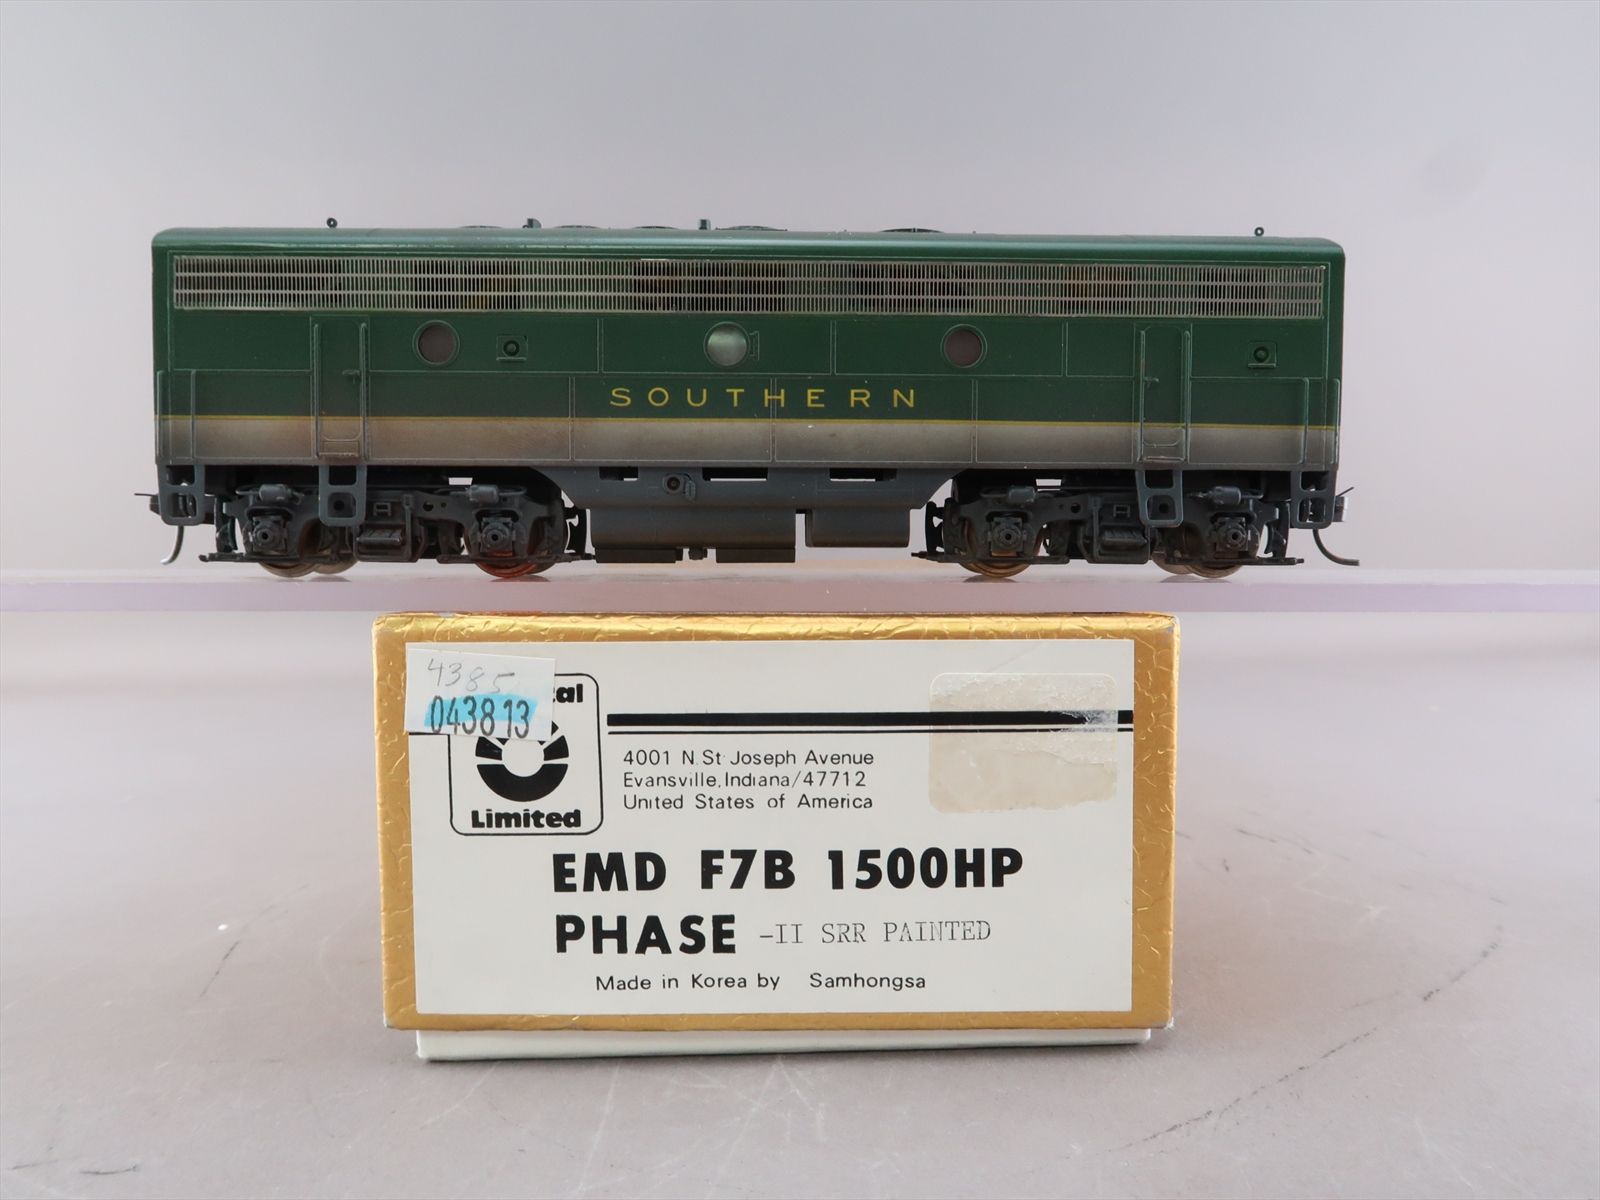 SOUTHERN
4385
043813
Limited
4001 N. St. Joseph Avenue
Evansville, Indiana/47712
United States of America
EMD F7B 1500HP
PHASE -II SRR PAINTED
Made in Korea by Samhongsa